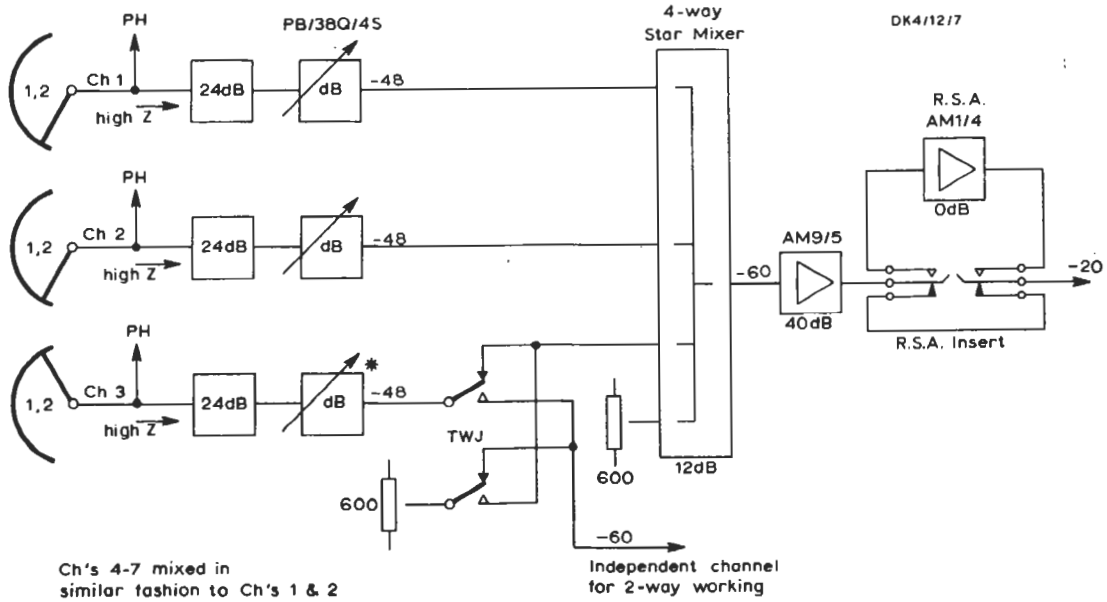 DK4/12/7
4-way
Star Mixer
PB/38Q/4S
PH
1,2
Ch 1
high Z
24dB
dB
-48
R.S.A.
AM1/4
0dB
PH
1,2
Ch 2
high Z
24dB
dB
-48
-60
AM9/5
40dB
-20
R.S.A. Insert
PH
1,2
Ch 3
high Z
24dB
dB
*
-48
TWJ
600
600
12dB
-60
Ch's 4-7 mixed in
similar fashion to Ch's 1 & 2
Independent channel
for 2-way working